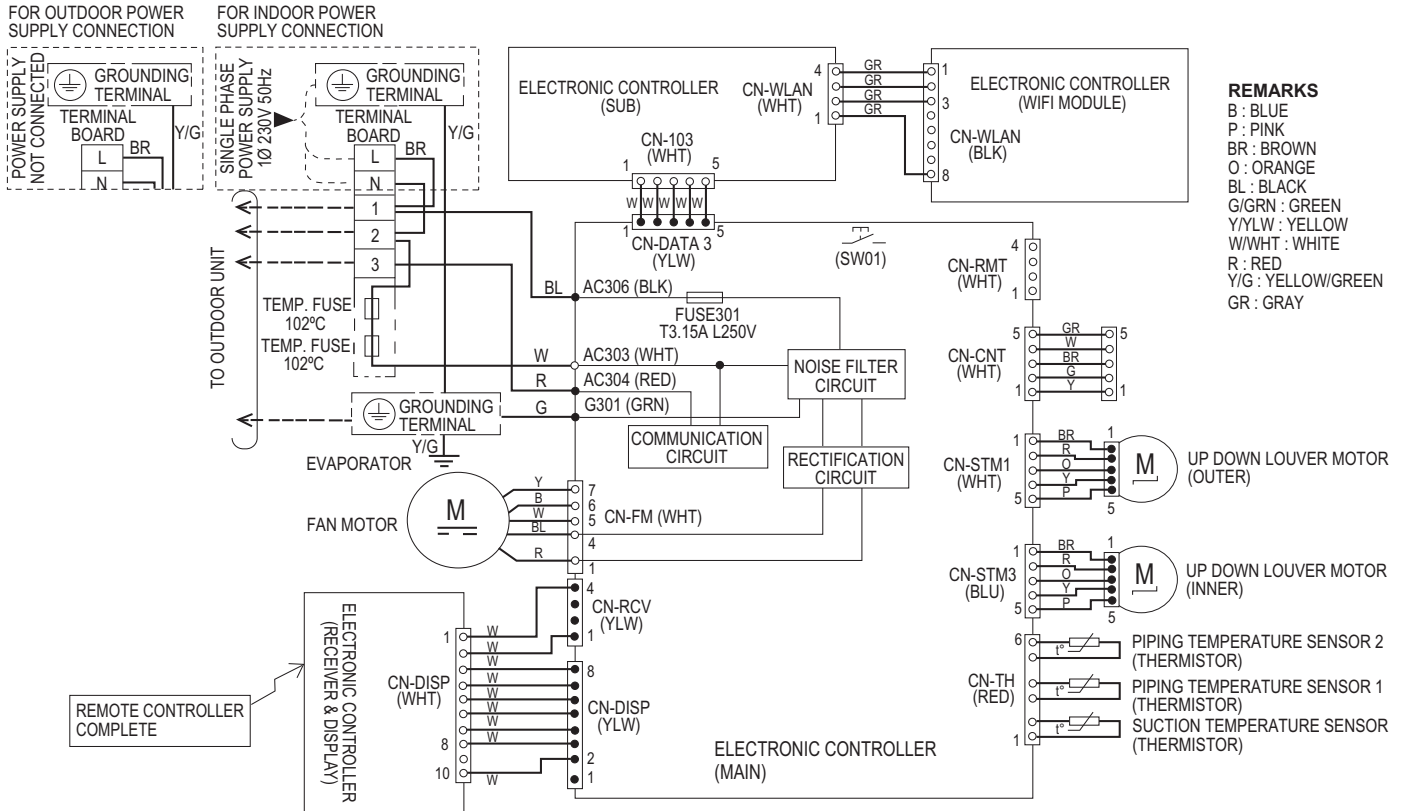 FOR OUTDOOR POWER
SUPPLY CONNECTION
POWER SUPPLY
NOT CONNECTED
GROUNDING
TERMINAL
TERMINAL
BOARD
BR
Y/G
L
N
FOR INDOOR POWER
SUPPLY CONNECTION
SINGLE PHASE
POWER SUPPLY
1Ø 230V 50Hz
GROUNDING
TERMINAL
TERMINAL
BOARD
BR
Y/G
L
N
1
2
3
TO OUTDOOR UNIT
TEMP. FUSE
102ºC
TEMP. FUSE
102ºC
GROUNDING
TERMINAL
Y/G
EVAPORATOR
ELECTRONIC CONTROLLER
(SUB)
CN-WLAN
(WHT)
4
1
GR
GR
GR
GR
1
3
8
CN-WLAN
(BLK)
ELECTRONIC CONTROLLER
(WIFI MODULE)
CN-103
(WHT)
1
5
W W W W W
1
5
CN-DATA 3
(YLW)
(SW01)
REMARKS
B : BLUE
P : PINK
BR : BROWN
O : ORANGE
BL : BLACK
G/GRN : GREEN
Y/YLW : YELLOW
W/WHT : WHITE
R : RED
Y/G : YELLOW/GREEN
GR : GRAY
BL
AC306 (BLK)
FUSE301
T3.15A L250V
W
AC303 (WHT)
R
AC304 (RED)
G
G301 (GRN)
NOISE FILTER
CIRCUIT
COMMUNICATION
CIRCUIT
RECTIFICATION
CIRCUIT
FAN MOTOR
M
Y
B
W
BL
R
7
6
5
4
1
CN-FM (WHT)
4
CN-RCV
(YLW)
1
ELECTRONIC CONTROLLER
(RECEIVER & DISPLAY)
REMOTE CONTROLLER
COMPLETE
CN-DISP
(WHT)
1
8
10
W
W
W
W
W
W
W
W
W
8
CN-DISP
(YLW)
2
1
ELECTRONIC CONTROLLER
(MAIN)
4
CN-RMT
(WHT)
1
5
CN-CNT
(WHT)
1
GR
W
BR
G
Y
5
1
1
CN-STM1
(WHT)
5
BR
R
O
Y
P
1
5
M
UP DOWN LOUVER MOTOR
(OUTER)
1
CN-STM3
(BLU)
5
BR
R
O
Y
P
1
5
M
UP DOWN LOUVER MOTOR
(INNER)
6
CN-TH
(RED)
1
t°
PIPING TEMPERATURE SENSOR 2
(THERMISTOR)
t°
PIPING TEMPERATURE SENSOR 1
(THERMISTOR)
t°
SUCTION TEMPERATURE SENSOR
(THERMISTOR)